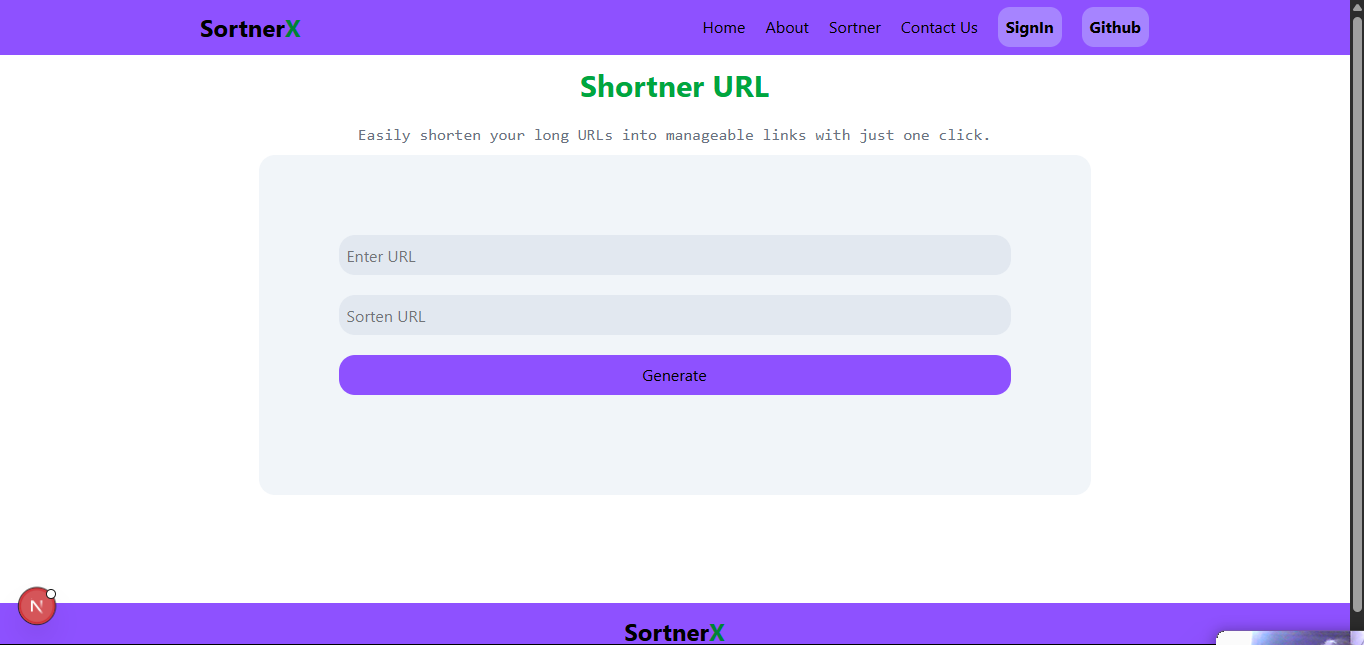 SortnerX
Home About Sortner Contact Us SignIn Github
Shortner URL
Easily shorten your long URLs into manageable links with just one click.
Enter URL
Sorten URL
Generate
N
SortnerX